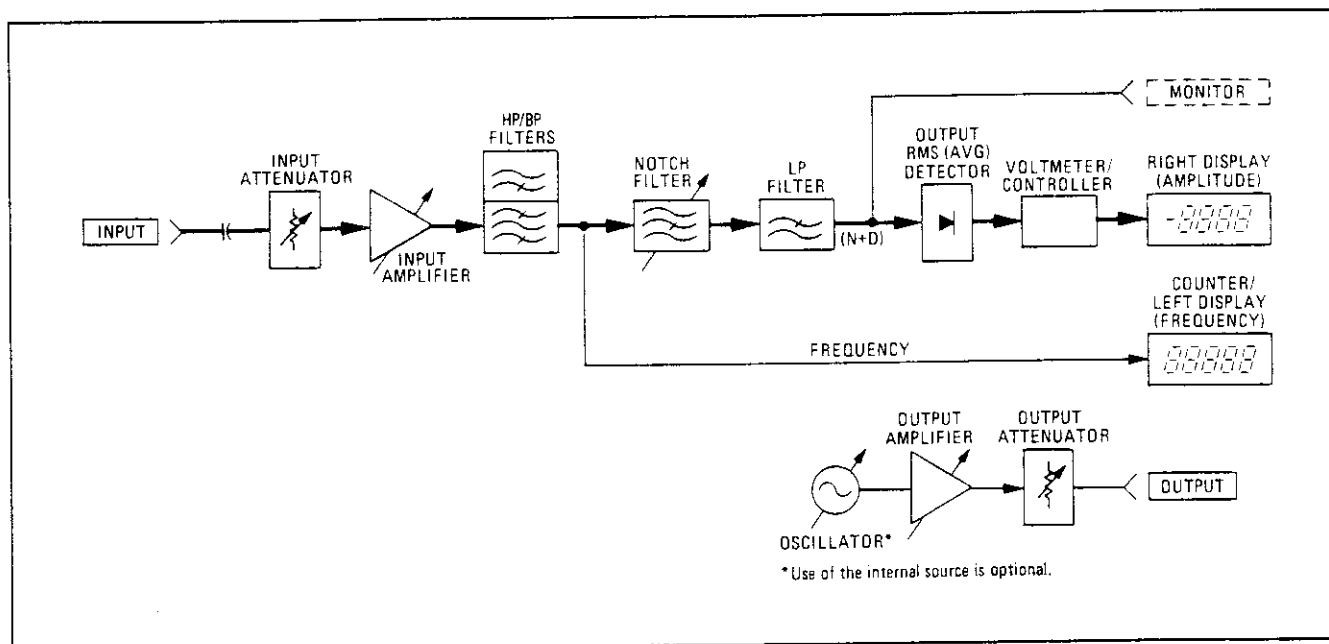 MONITOR
HP/BP
FILTERS
INPUT
ATTENUATOR
NOTCH
FILTER
LP
FILTER
OUTPUT
RMS (AVG)
DETECTOR
VOLTMETER/
CONTROLLER
RIGHT DISPLAY
(AMPLITUDE)
INPUT
INPUT
AMPLIFIER
(N+D)
COUNTER/
LEFT DISPLAY
(FREQUENCY)
FREQUENCY
OUTPUT
AMPLIFIER
OUTPUT
ATTENUATOR
OUTPUT
OSCILLATOR*
*Use of the internal source is optional.